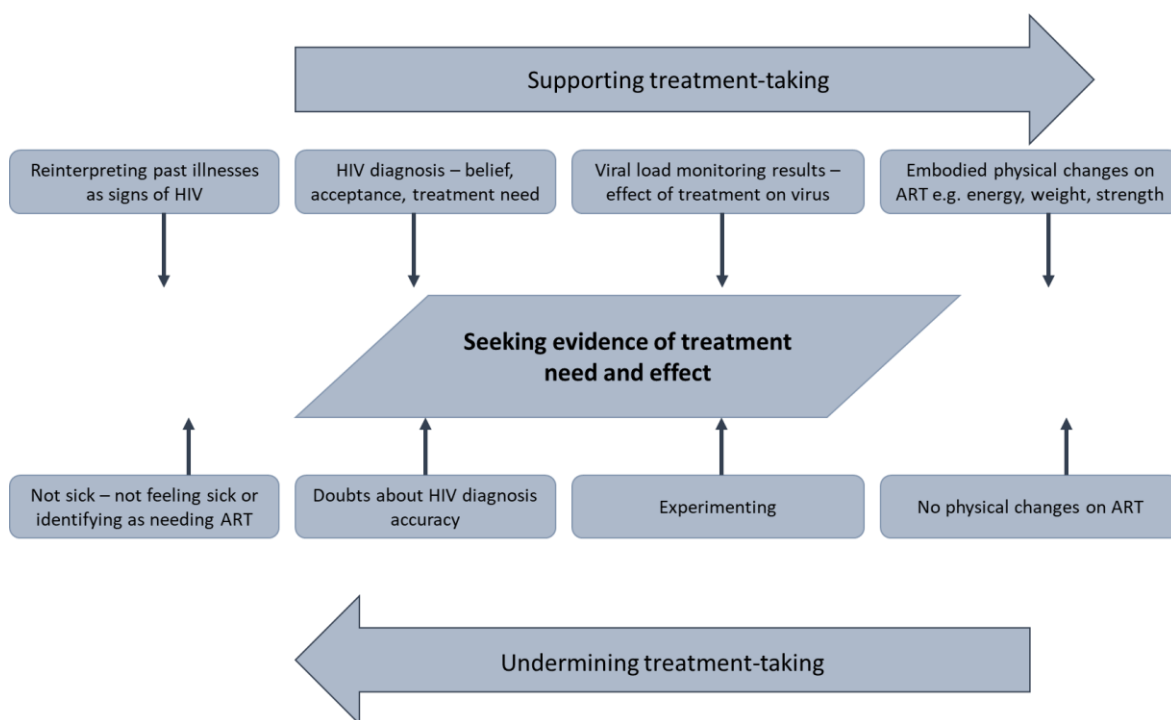 Supporting treatment-taking
Reinterpreting past illnesses
as signs of HIV
HIV diagnosis – belief,
acceptance, treatment need
Viral load monitoring results –
effect of treatment on virus
Embodied physical changes on
ART e.g. energy, weight, strength
Seeking evidence of treatment
need and effect
Not sick – not feeling sick or
identifying as needing ART
Doubts about HIV diagnosis
accuracy
Experimenting
No physical changes on ART
Undermining treatment-taking